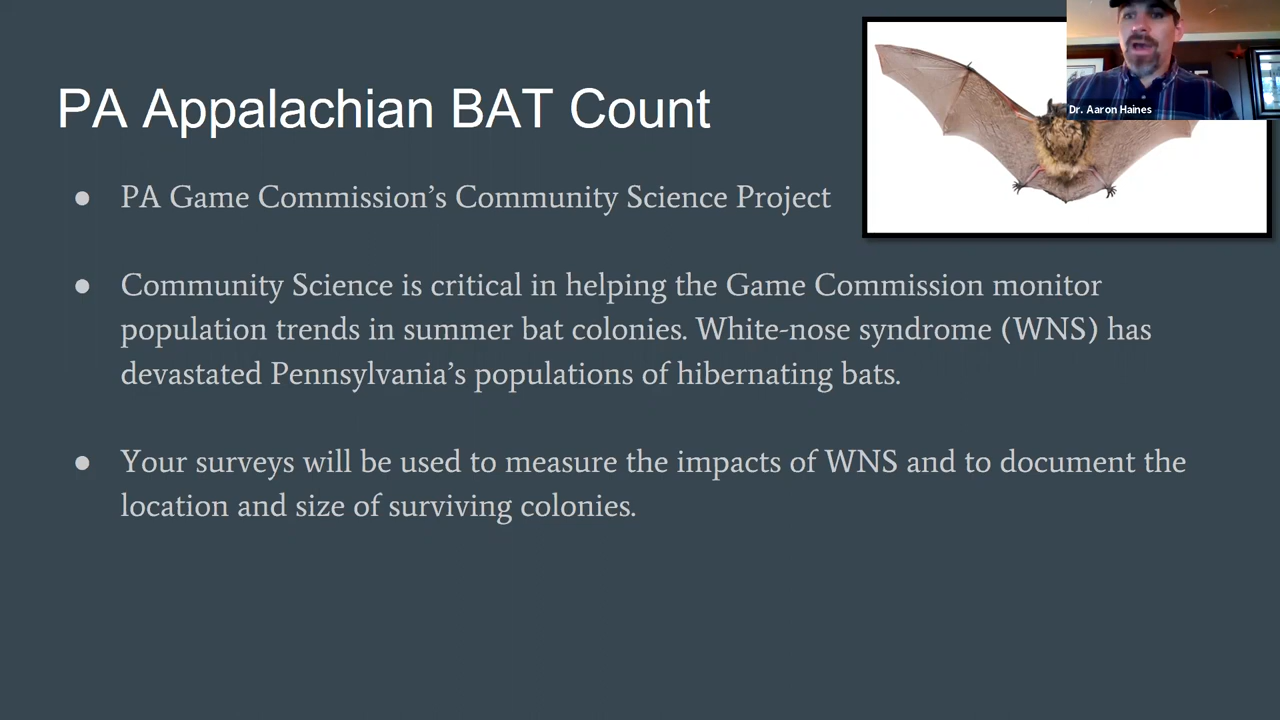 PA Appalachian BAT Count
Dr. Aaron Haines
● PA Game Commission’s Community Science Project
● Community Science is critical in helping the Game Commission monitor
population trends in summer bat colonies. White-nose syndrome (WNS) has
devastated Pennsylvania’s populations of hibernating bats.
● Your surveys will be used to measure the impacts of WNS and to document the
location and size of surviving colonies.